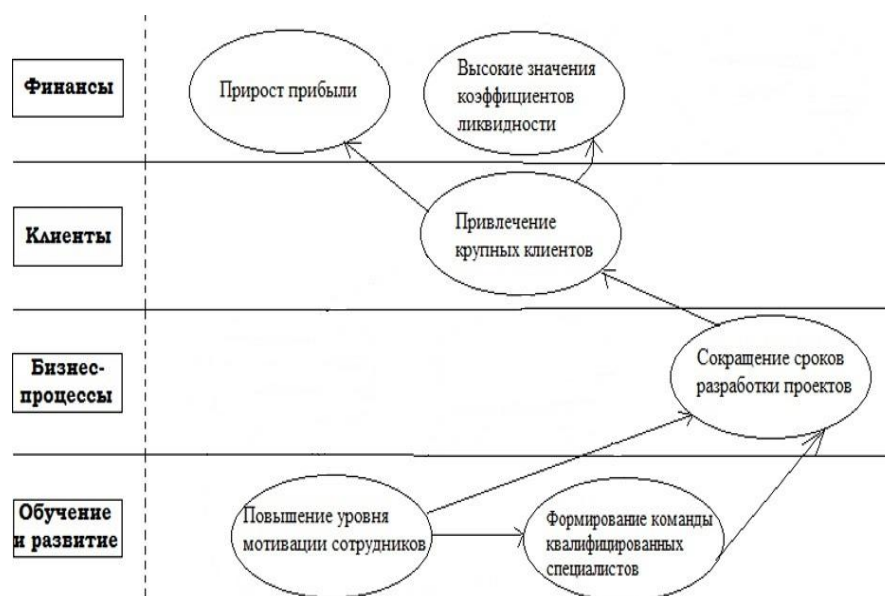 Финансы
Прирост прибыли
Высокие значения
коэффициентов
ликвидности
Клиенты
Привлечение
крупных клиентов
Бизнес-
процессы
Сокращение сроков
разработки проектов
Обучение
и развитие
Повышение уровня
мотивации сотрудников
Формирование команды
квалифицированных
специалистов